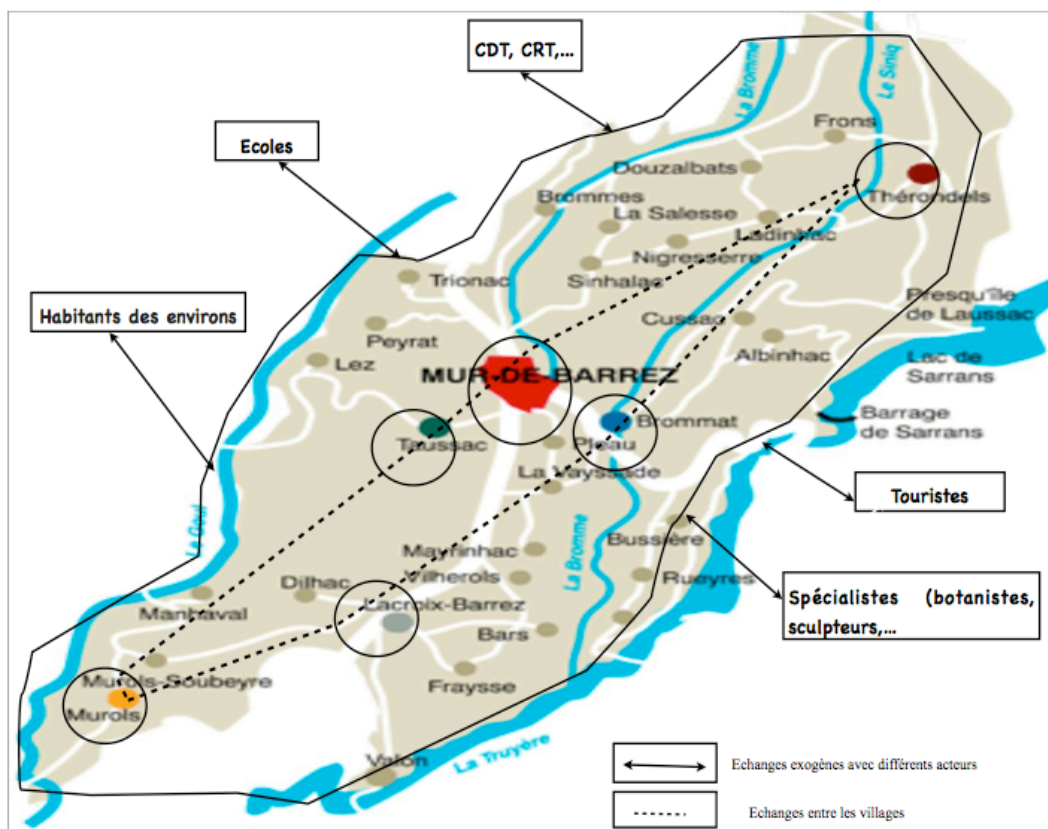 CDT, CRT,...
Ecoles
Habitants des environs
La Bromme
Le Siniq
Frons
Douzalbats
Thérondels
Brommes
La Salesse
Ladinhac
Nigresserre
Sinhalac
Trionac
Presqu'île
de Laussac
Cussac
Peyrat
Albinhac
Lac de
Sarrans
Lez
MUR-DE-BARREZ
Barrage
de Sarrans
Brommat
Taussac
Pleau
La Vayssade
Touristes
Le Goul
La Bromme
Bussière
Mayrinhac
Rueyres
Vilherols
Dilhac
Lacroix-Barrez
Manhaval
Spécialistes (botanistes,
sculpteurs,...
Bars
Murols-Soubeyre
Fraysse
Murols
Valon
La Truyère
Echanges exogènes avec différents acteurs
Echanges entre les villages